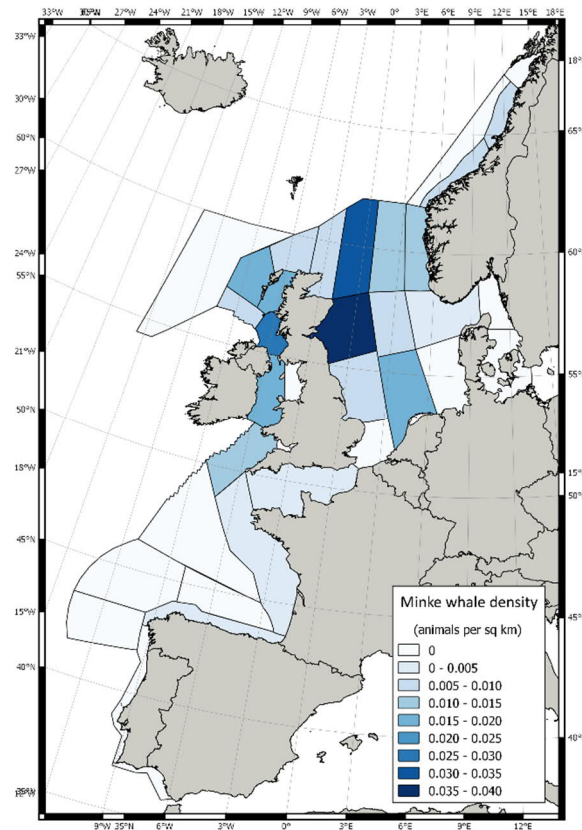 33°W 30°W 27°W 24°W 21°W 18°W 15°W 12°W 9°W 6°W 3°W 0° 3°E 6°E 9°E 12°E 15°E 18°E
33°W
30°W
27°W
24°W
55°N
21°W
50°N
18°W
45°N
15°W
40°N
65°N
60°N
55°N
50°N
45°N
40°N
Minke whale density
(animals per sq km)
0
0 - 0.005
0.005 - 0.010
0.010 - 0.015
0.015 - 0.020
0.020 - 0.025
0.025 - 0.030
0.030 - 0.035
0.035 - 0.040
9°W 35°N 6°W 3°W 0° 3°E 6°E 9°E 12°E